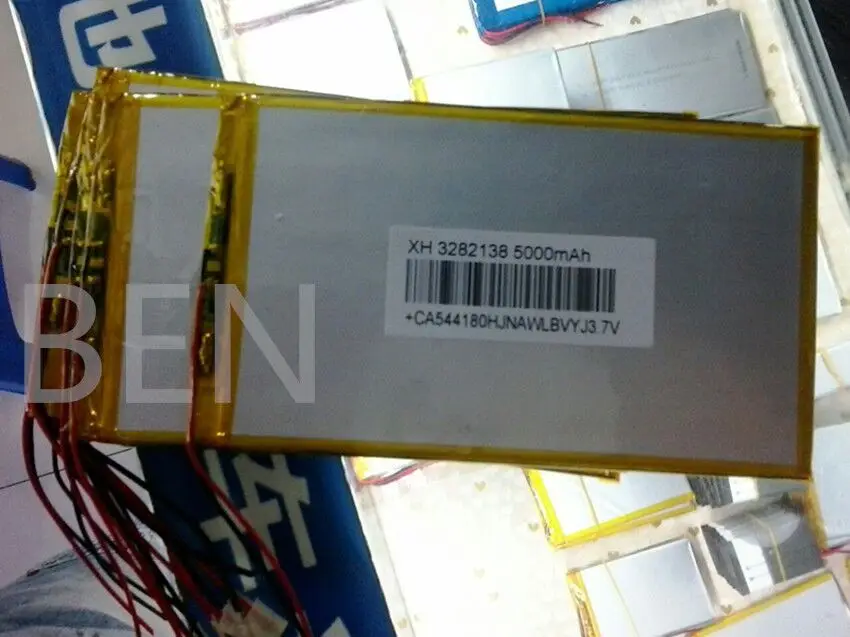 XH 3282138 5000mAh
+CA544180HJNAWLBVYJ3.7V
BEN